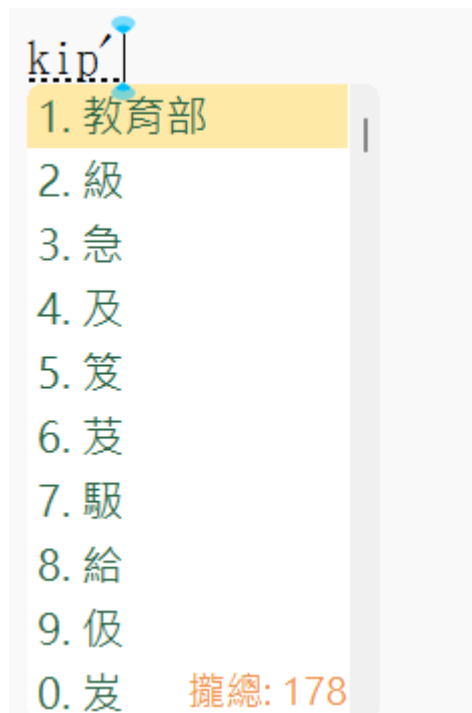 kipˊ
1. 教育部
2. 級
3. 急
4. 及
5. 笈
6. 芨
7. 馺
8. 給
9. 伋
0. 岌 攏總: 178